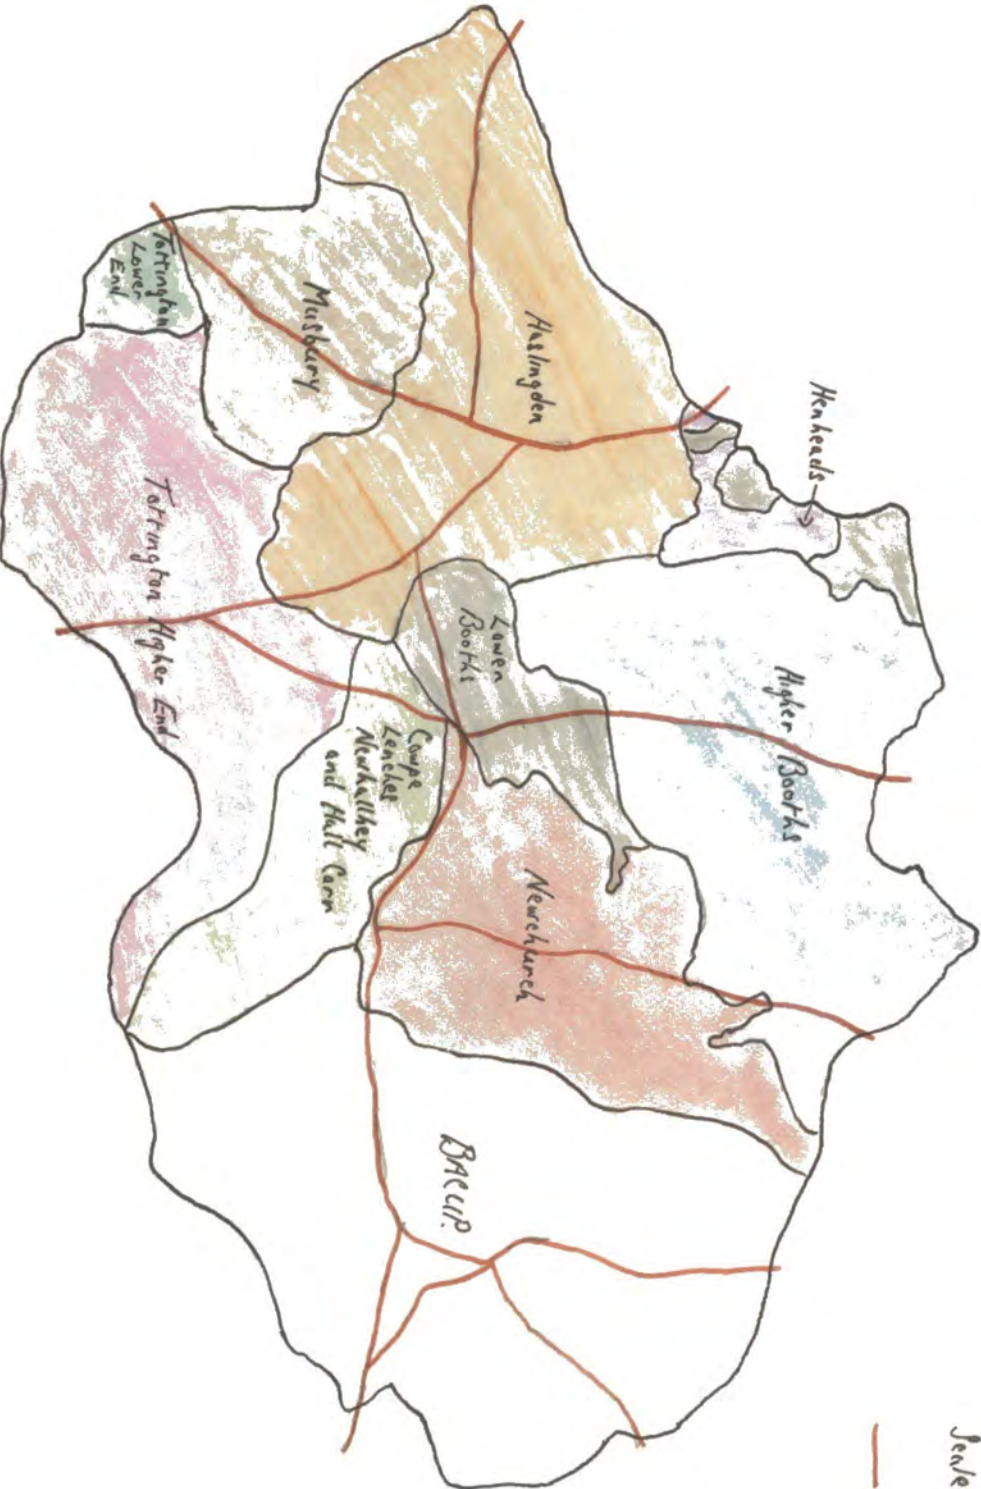 Scale
Henheads
Haslingden
Musbury
Tottington
Lower
End
Higher Booths
Lower
Booths
Tottington Higher End
Cowpe
Lenches
Newhallhey
and Hall Carr
Newchurch
BACUP.